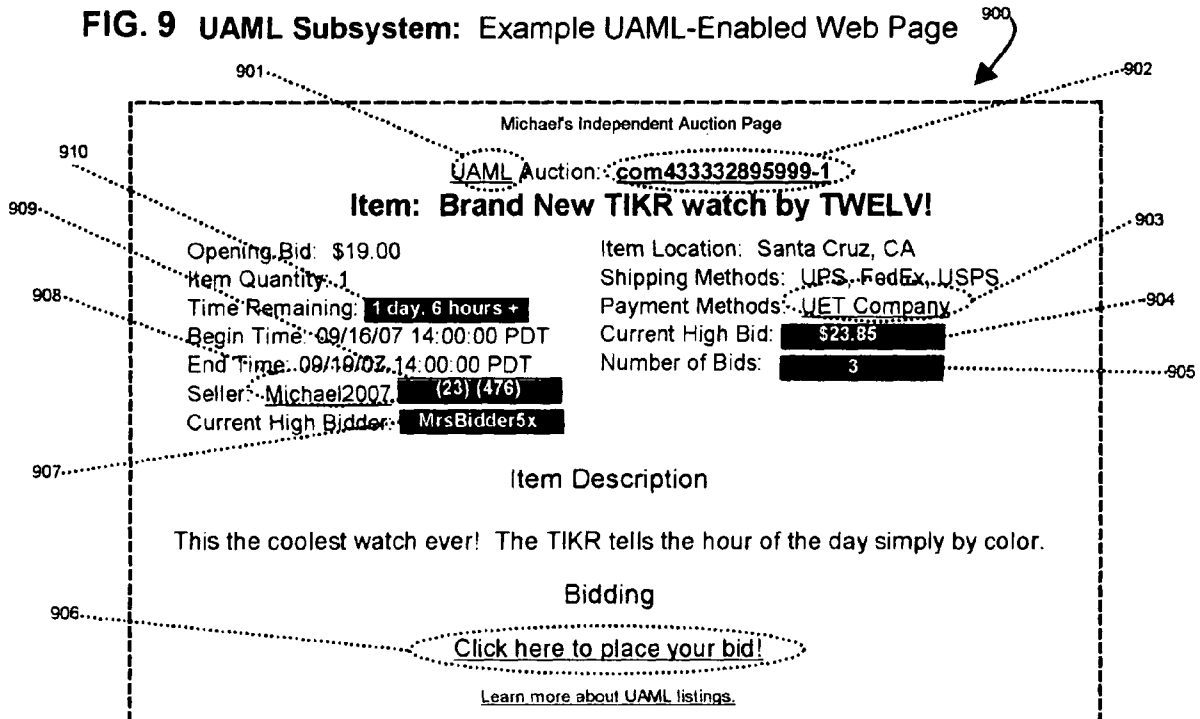 FIG. 9 UAML Subsystem: Example UAML-Enabled Web Page
900
901
902
Michael's Independent Auction Page
910
UAML Auction: com433332895999-1
Item: Brand New TIKR watch by TWELV!
909
903
Opening Bid: $19.00
Item Location: Santa Cruz, CA
Item Quantity: 1
Shipping Methods: UPS, FedEx, USPS
908
Time Remaining: 1 day, 6 hours +
Payment Methods: UET Company
904
Begin Time: 09/16/07 14:00:00 PDT
Current High Bid: $23.85
End Time: 09/19/07 14:00:00 PDT
Number of Bids: 3
905
Seller: Michael2007 (23) (476)
Current High Bidder: MrsBidder5x
907
Item Description
This the coolest watch ever! The TIKR tells the hour of the day simply by color.
Bidding
906
Click here to place your bid!
Learn more about UAML listings.